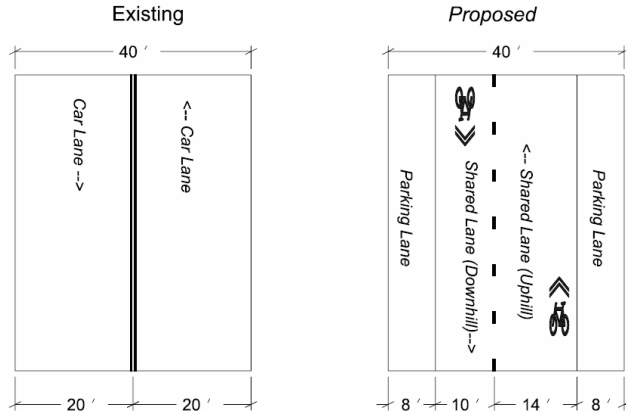 Existing
Proposed
40 ′
40 ′
Car Lane -->
<-- Car Lane
Parking Lane
Shared Lane (Downhill)-->
<-- Shared Lane (Uphill)
Parking Lane
20 ′
20 ′
8 ′
10 ′
14 ′
8 ′